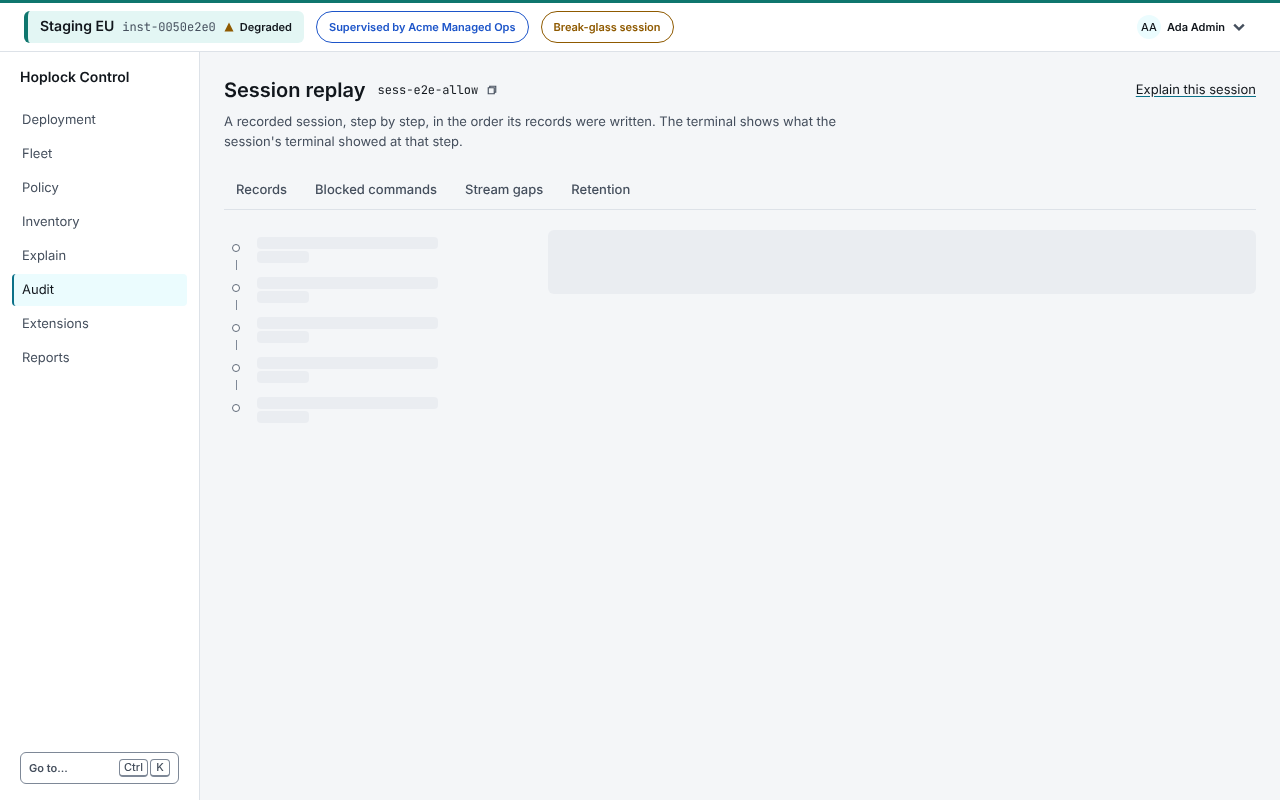 Staging EU inst-0050e2e0 Degraded
Supervised by Acme Managed Ops
Break-glass session
AA Ada Admin
Hoplock Control
Deployment
Fleet
Policy
Inventory
Explain
Audit
Extensions
Reports
Go to... Ctrl K
Session replay sess-e2e-allow
Explain this session
A recorded session, step by step, in the order its records were written. The terminal shows what the
session's terminal showed at that step.
Records Blocked commands Stream gaps Retention